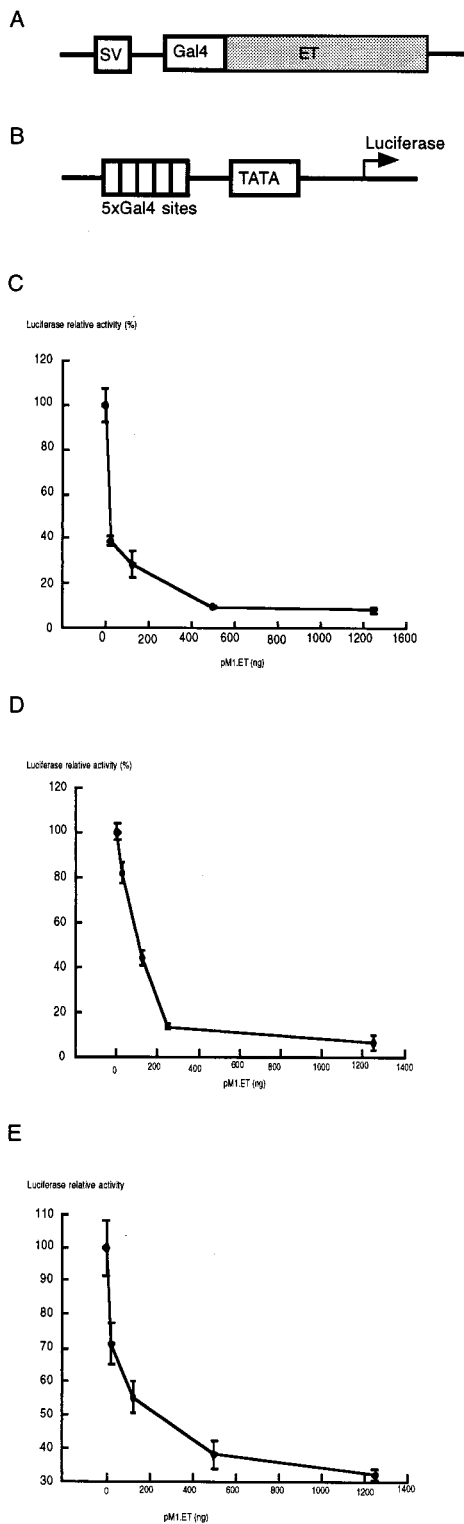 A
SV Gal4 ET
B
Luciferase
TATA
5xGal4 sites
C
Luciferase relative activity (%)
120
100
80
60
40
20
0
0 200 400 600 800 1000 1200 1400 1600
pM1.ET (ng)
D
Luciferase relative activity (%)
120
100
80
60
40
20
0
0 200 400 600 800 1000 1200 1400
pM1.ET (ng)
E
Luciferase relative activity
110
100
90
80
70
60
50
40
30
0 200 400 600 800 1000 1200 1400
pM1.ET (ng)